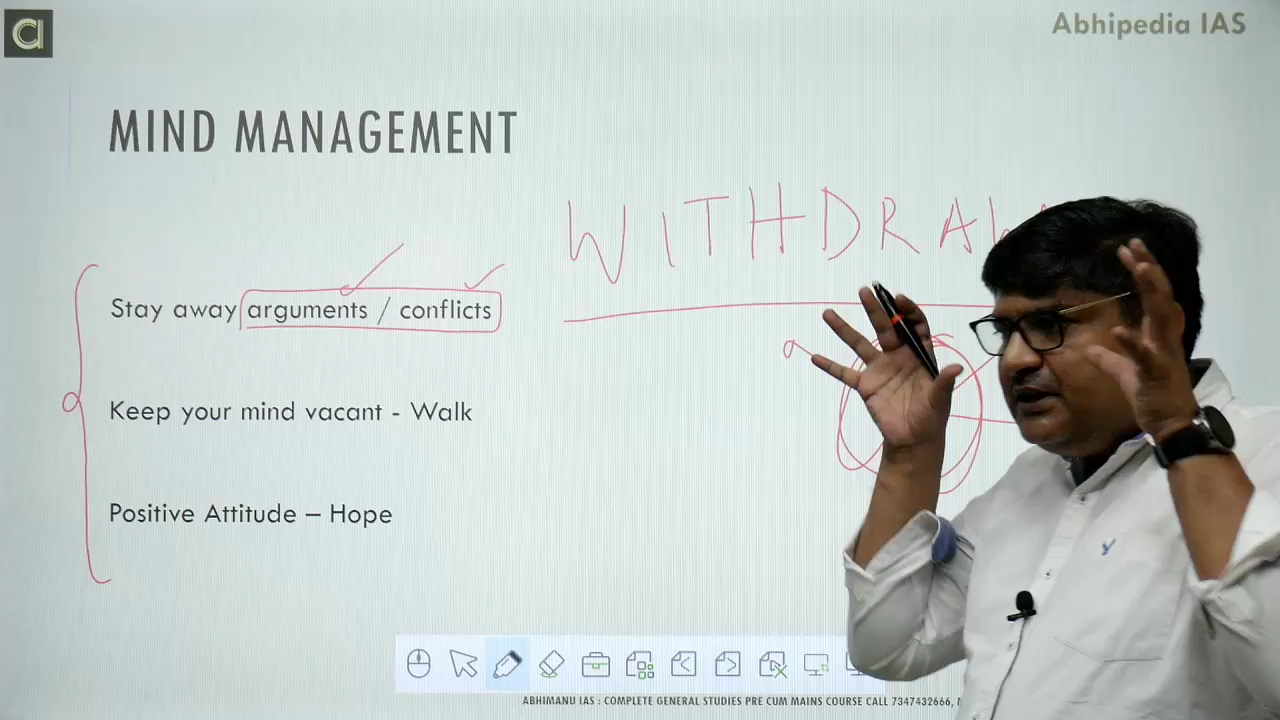 Abhipedia IAS
MIND MANAGEMENT
WITHDRA
Stay away arguments / conflicts
Keep your mind vacant - Walk
Positive Attitude – Hope
ABHIMANU IAS : COMPLETE GENERAL STUDIES PRE CUM MAINS COURSE CALL 7347432666,